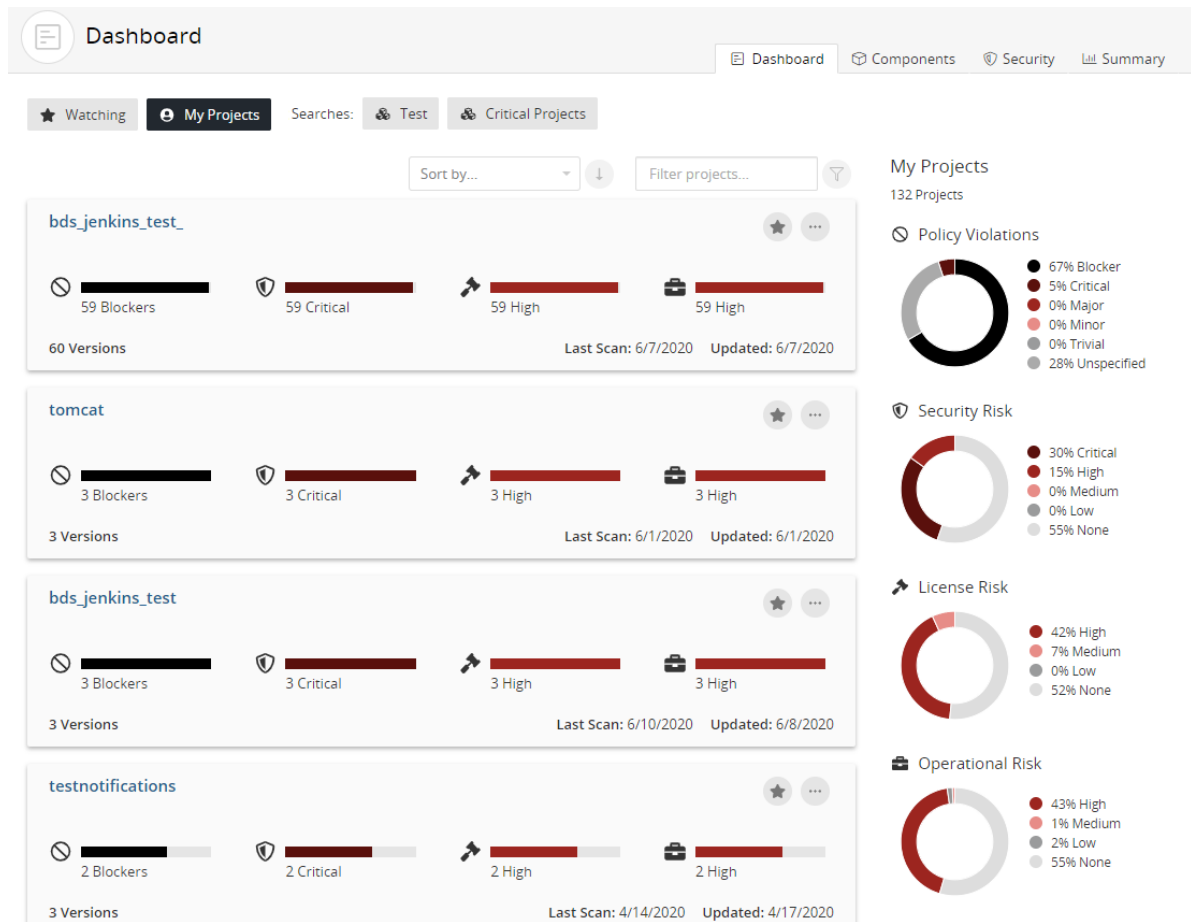 Dashboard
Dashboard Components Security Summary
Watching My Projects Searches: Test Critical Projects
Sort by... Filter projects...
bds_jenkins_test_
59 Blockers 59 Critical 59 High 59 High
60 Versions Last Scan: 6/7/2020 Updated: 6/7/2020
tomcat
3 Blockers 3 Critical 3 High 3 High
3 Versions Last Scan: 6/1/2020 Updated: 6/1/2020
bds_jenkins_test
3 Blockers 3 Critical 3 High 3 High
3 Versions Last Scan: 6/10/2020 Updated: 6/8/2020
testnotifications
2 Blockers 2 Critical 2 High 2 High
3 Versions Last Scan: 4/14/2020 Updated: 4/17/2020
My Projects
132 Projects
Policy Violations
67% Blocker
5% Critical
0% Major
0% Minor
0% Trivial
28% Unspecified
Security Risk
30% Critical
15% High
0% Medium
0% Low
55% None
License Risk
42% High
7% Medium
0% Low
52% None
Operational Risk
43% High
1% Medium
2% Low
55% None